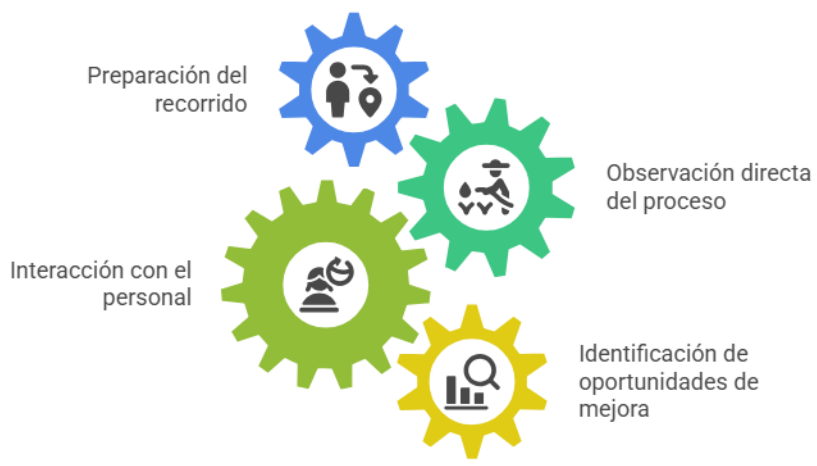 Preparación del
recorrido
Observación directa
del proceso
Interacción con el
personal
Identificación de
oportunidades de
mejora